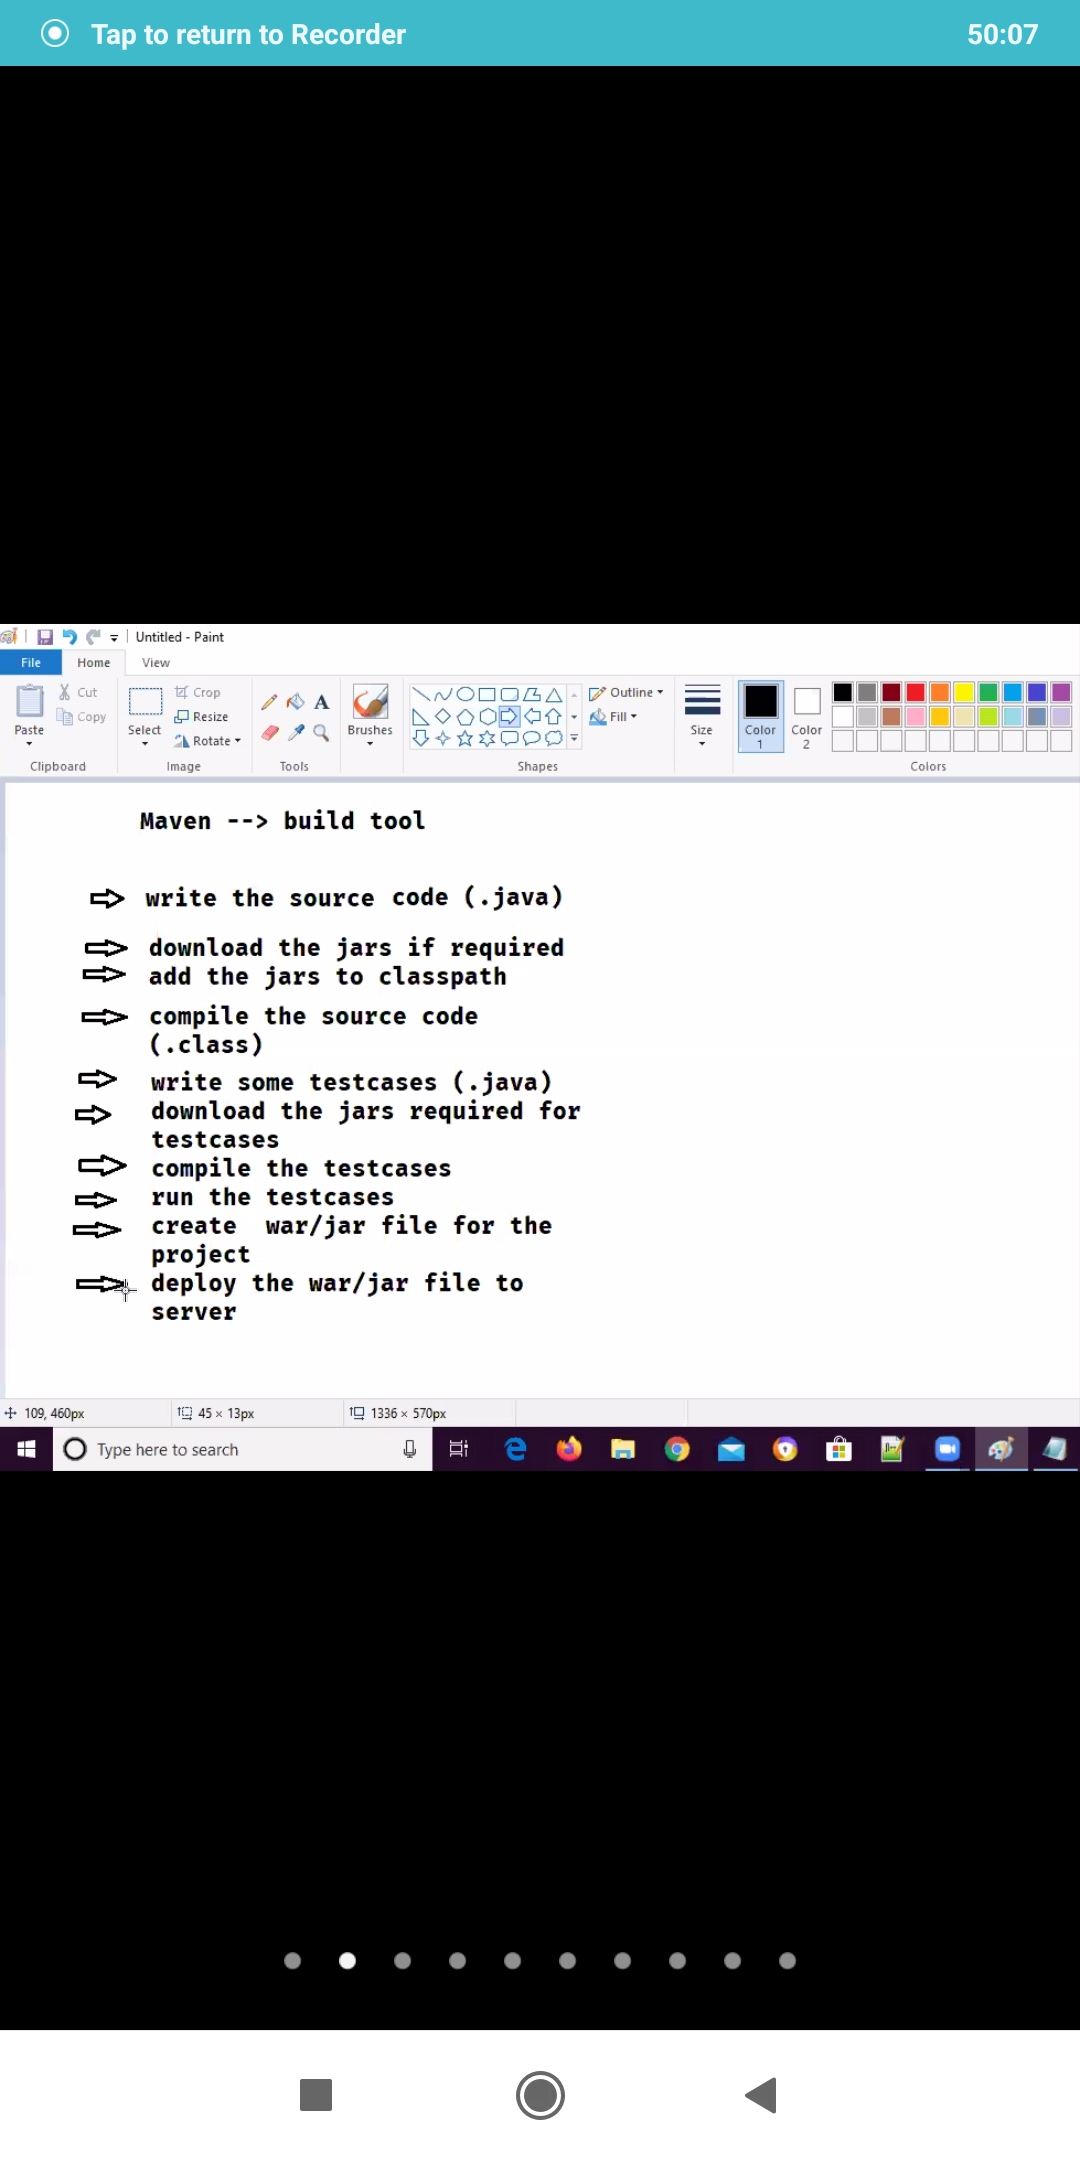 Tap to return to Recorder 50:07
Untitled - Paint
File Home View
Cut
Copy
Paste
Clipboard
Select
Crop
Resize
Rotate
Image
A
Tools
Brushes
Shapes
Outline
Fill
Size
Color 1
Color 2
Colors
Maven --> build tool
write the source code (.java)
download the jars if required
add the jars to classpath
compile the source code
(.class)
write some testcases (.java)
download the jars required for
testcases
compile the testcases
run the testcases
create war/jar file for the
project
deploy the war/jar file to
server
109, 460px 45 × 13px 1336 × 570px
Type here to search